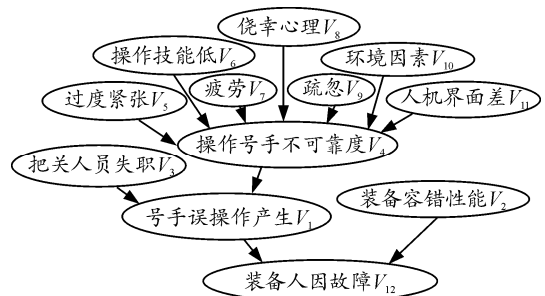 侥幸心理V8
操作技能低V6
环境因素V10
疲劳V7
疏忽V9
过度紧张V5
人机界面差V11
操作号手不可靠度V4
把关人员失职V3
装备容错性能V2
号手误操作产生V1
装备人因故障V12